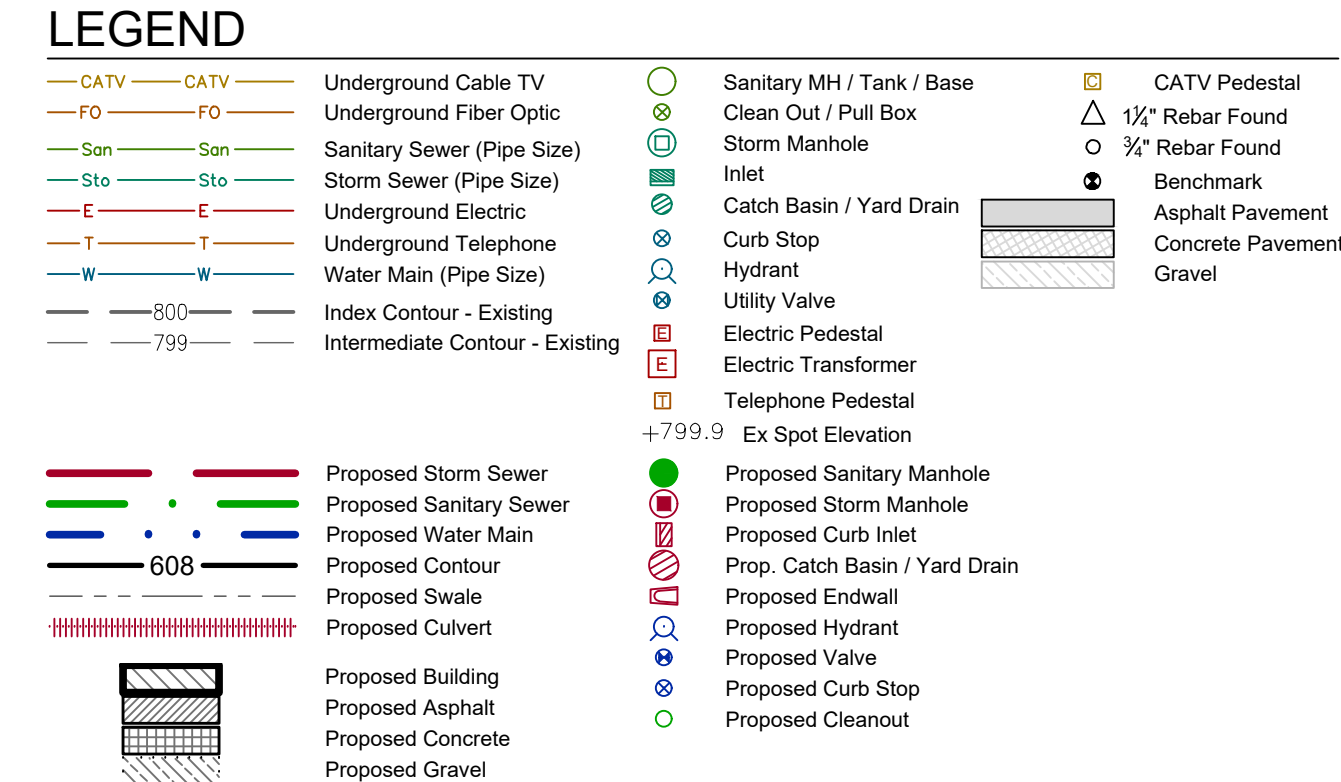 LEGEND
CATV CATV Underground Cable TV
FO FO Underground Fiber Optic
San San Sanitary Sewer (Pipe Size)
Sto Sto Storm Sewer (Pipe Size)
E E Underground Electric
T T Underground Telephone
W W Water Main (Pipe Size)
800 Index Contour - Existing
799 Intermediate Contour - Existing
Sanitary MH / Tank / Base
Clean Out / Pull Box
Storm Manhole
Inlet
Catch Basin / Yard Drain
Curb Stop
Hydrant
Utility Valve
E Electric Pedestal
E Electric Transformer
T Telephone Pedestal
+799.9 Ex Spot Elevation
C CATV Pedestal
1¼" Rebar Found
¾" Rebar Found
Benchmark
Asphalt Pavement
Concrete Pavement
Gravel
Proposed Storm Sewer
Proposed Sanitary Sewer
Proposed Water Main
608 Proposed Contour
Proposed Swale
Proposed Culvert
Proposed Building
Proposed Asphalt
Proposed Concrete
Proposed Gravel
Proposed Sanitary Manhole
Proposed Storm Manhole
Proposed Curb Inlet
Prop. Catch Basin / Yard Drain
Proposed Endwall
Proposed Hydrant
Proposed Valve
Proposed Curb Stop
Proposed Cleanout